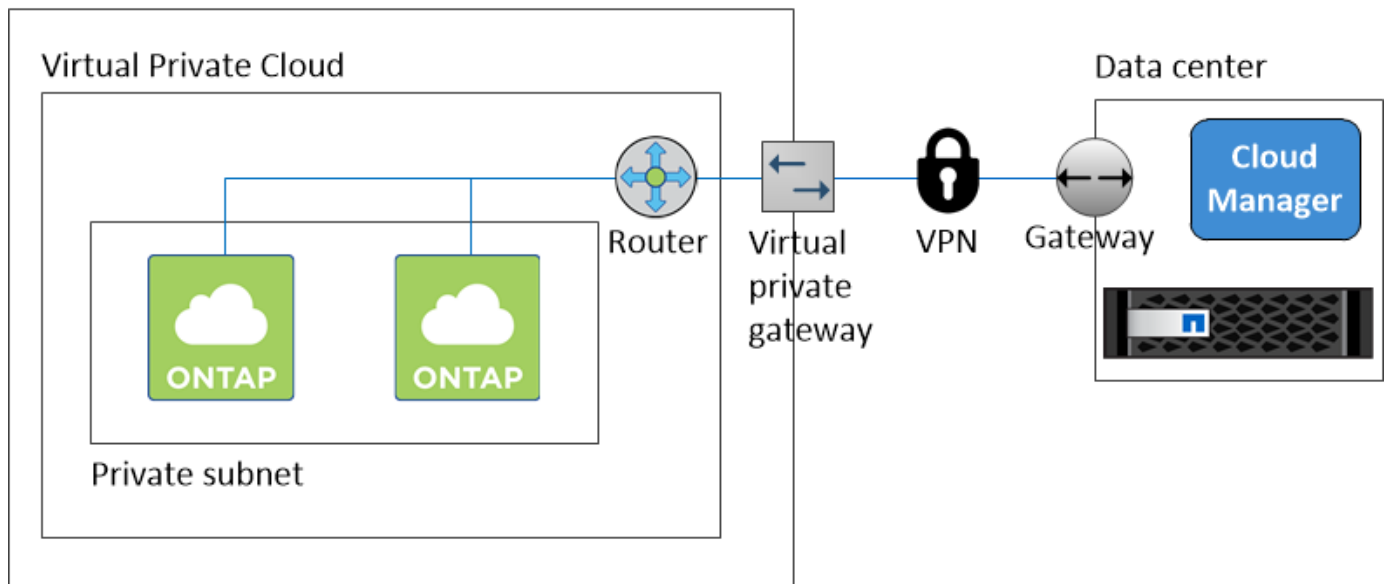 Virtual Private Cloud
Data center
Cloud
Manager
Router
Virtual
private
gateway
VPN
Gateway
ONTAP
ONTAP
Private subnet